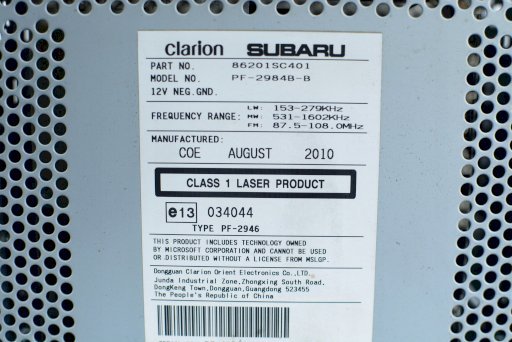 clarion SUBARU
PART NO. 86201SC401
MODEL NO. PF-2984B-B
12V NEG.GND.
FREQUENCY RANGE: LW: 153-279KHz
MW: 531-1602KHz
FM: 87.5-108.0MHz
MANUFACTURED:
COE AUGUST 2010
CLASS 1 LASER PRODUCT
e13 034044
TYPE PF-2946
THIS PRODUCT INCLUDES TECHNOLOGY OWNED
BY MICROSOFT CORPORATION AND CANNOT BE USED
OR DISTRIBUTED WITHOUT A LICENSE FROM MSLGP.
Dongguan Clarion Orient Electronics Co.,LTD.
Junda Industrial Zone,Zhongxing South Road,
DongKeng Town,Dongguan,Guangdong 523455
The People's Republic of China